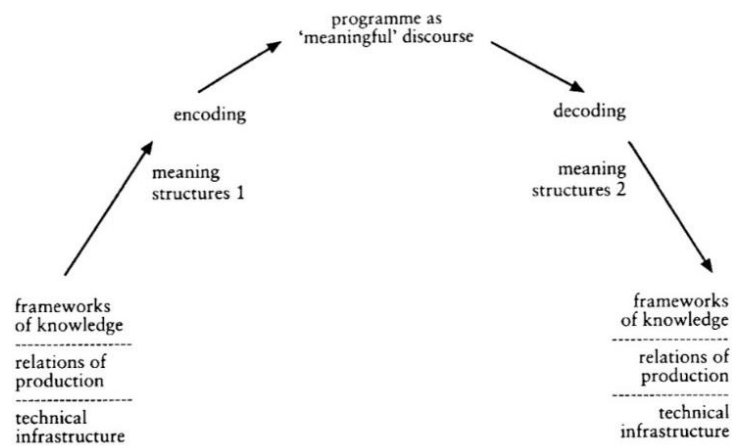 programme as
‘meaningful’ discourse
encoding
decoding
meaning
structures 1
meaning
structures 2
frameworks
of knowledge
relations of
production
technical
infrastructure
frameworks
of knowledge
relations of
production
technical
infrastructure